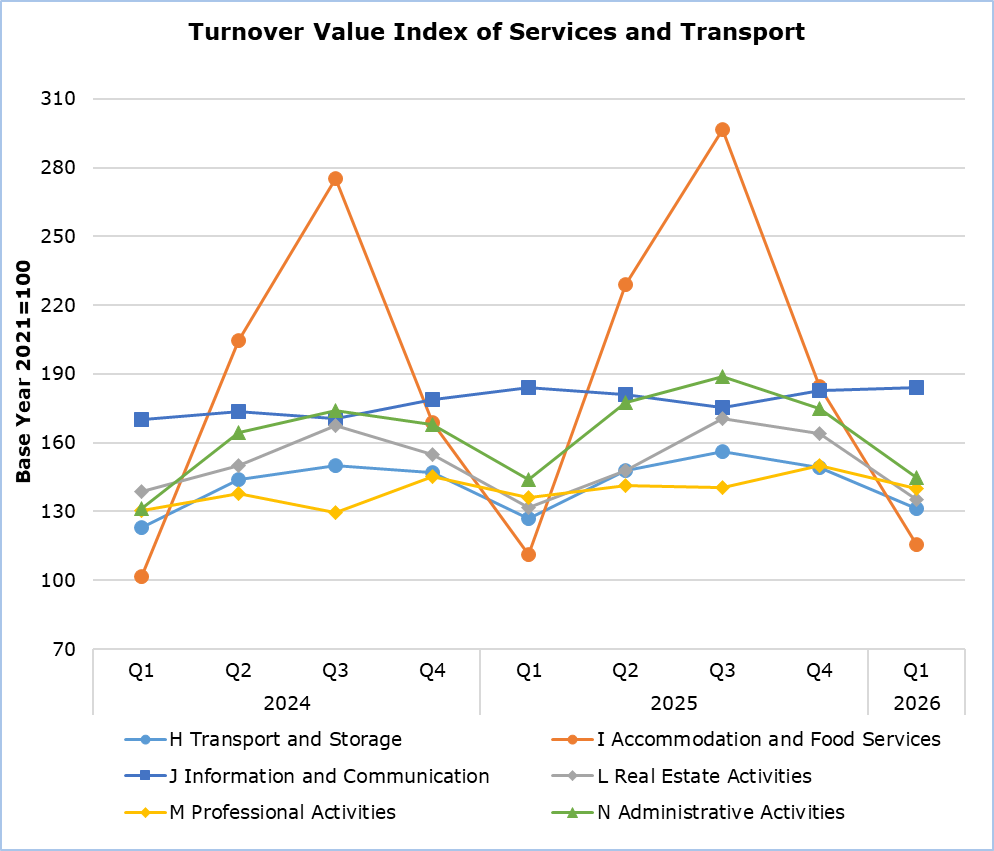 Turnover Value Index of Services and Transport
Base Year 2021=100
310
280
250
220
190
160
130
100
70
Q1 Q2 Q3 Q4 Q1 Q2 Q3 Q4 Q1
2024 2025 2026
H Transport and Storage I Accommodation and Food Services
J Information and Communication L Real Estate Activities
M Professional Activities N Administrative Activities